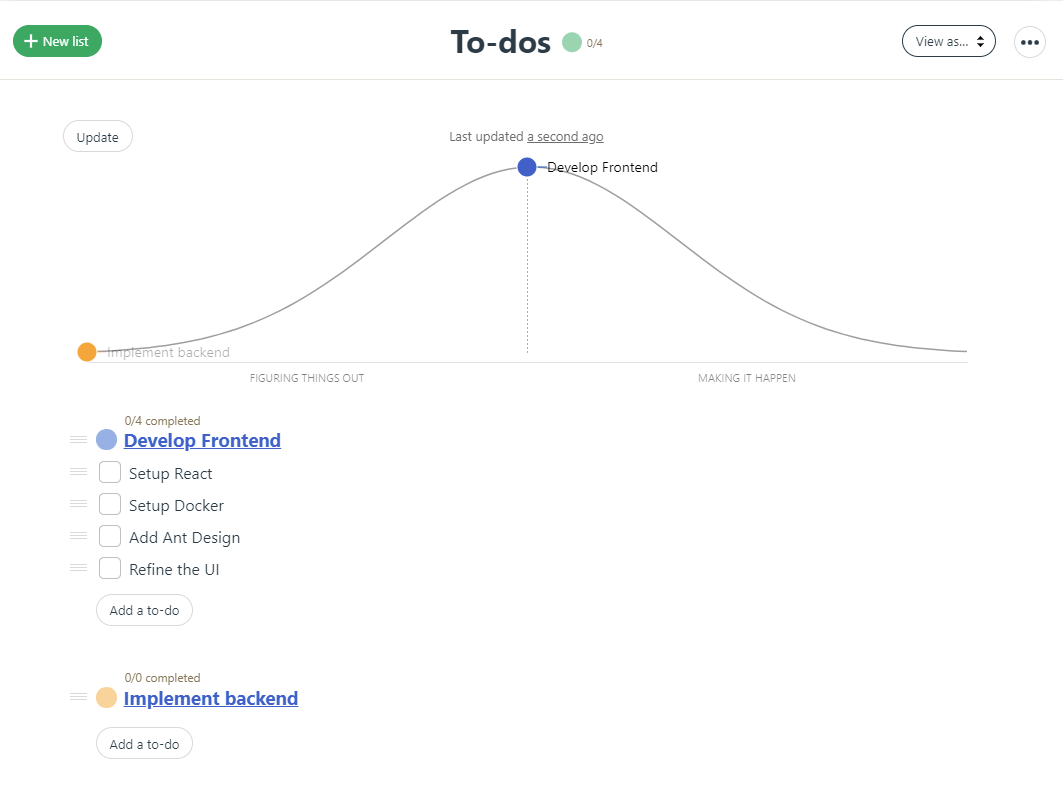 New list
To-dos
0/4
View as...
Update
Last updated a second ago
Develop Frontend
Implement backend
FIGURING THINGS OUT
MAKING IT HAPPEN
0/4 completed
Develop Frontend
Setup React
Setup Docker
Add Ant Design
Refine the UI
Add a to-do
0/0 completed
Implement backend
Add a to-do